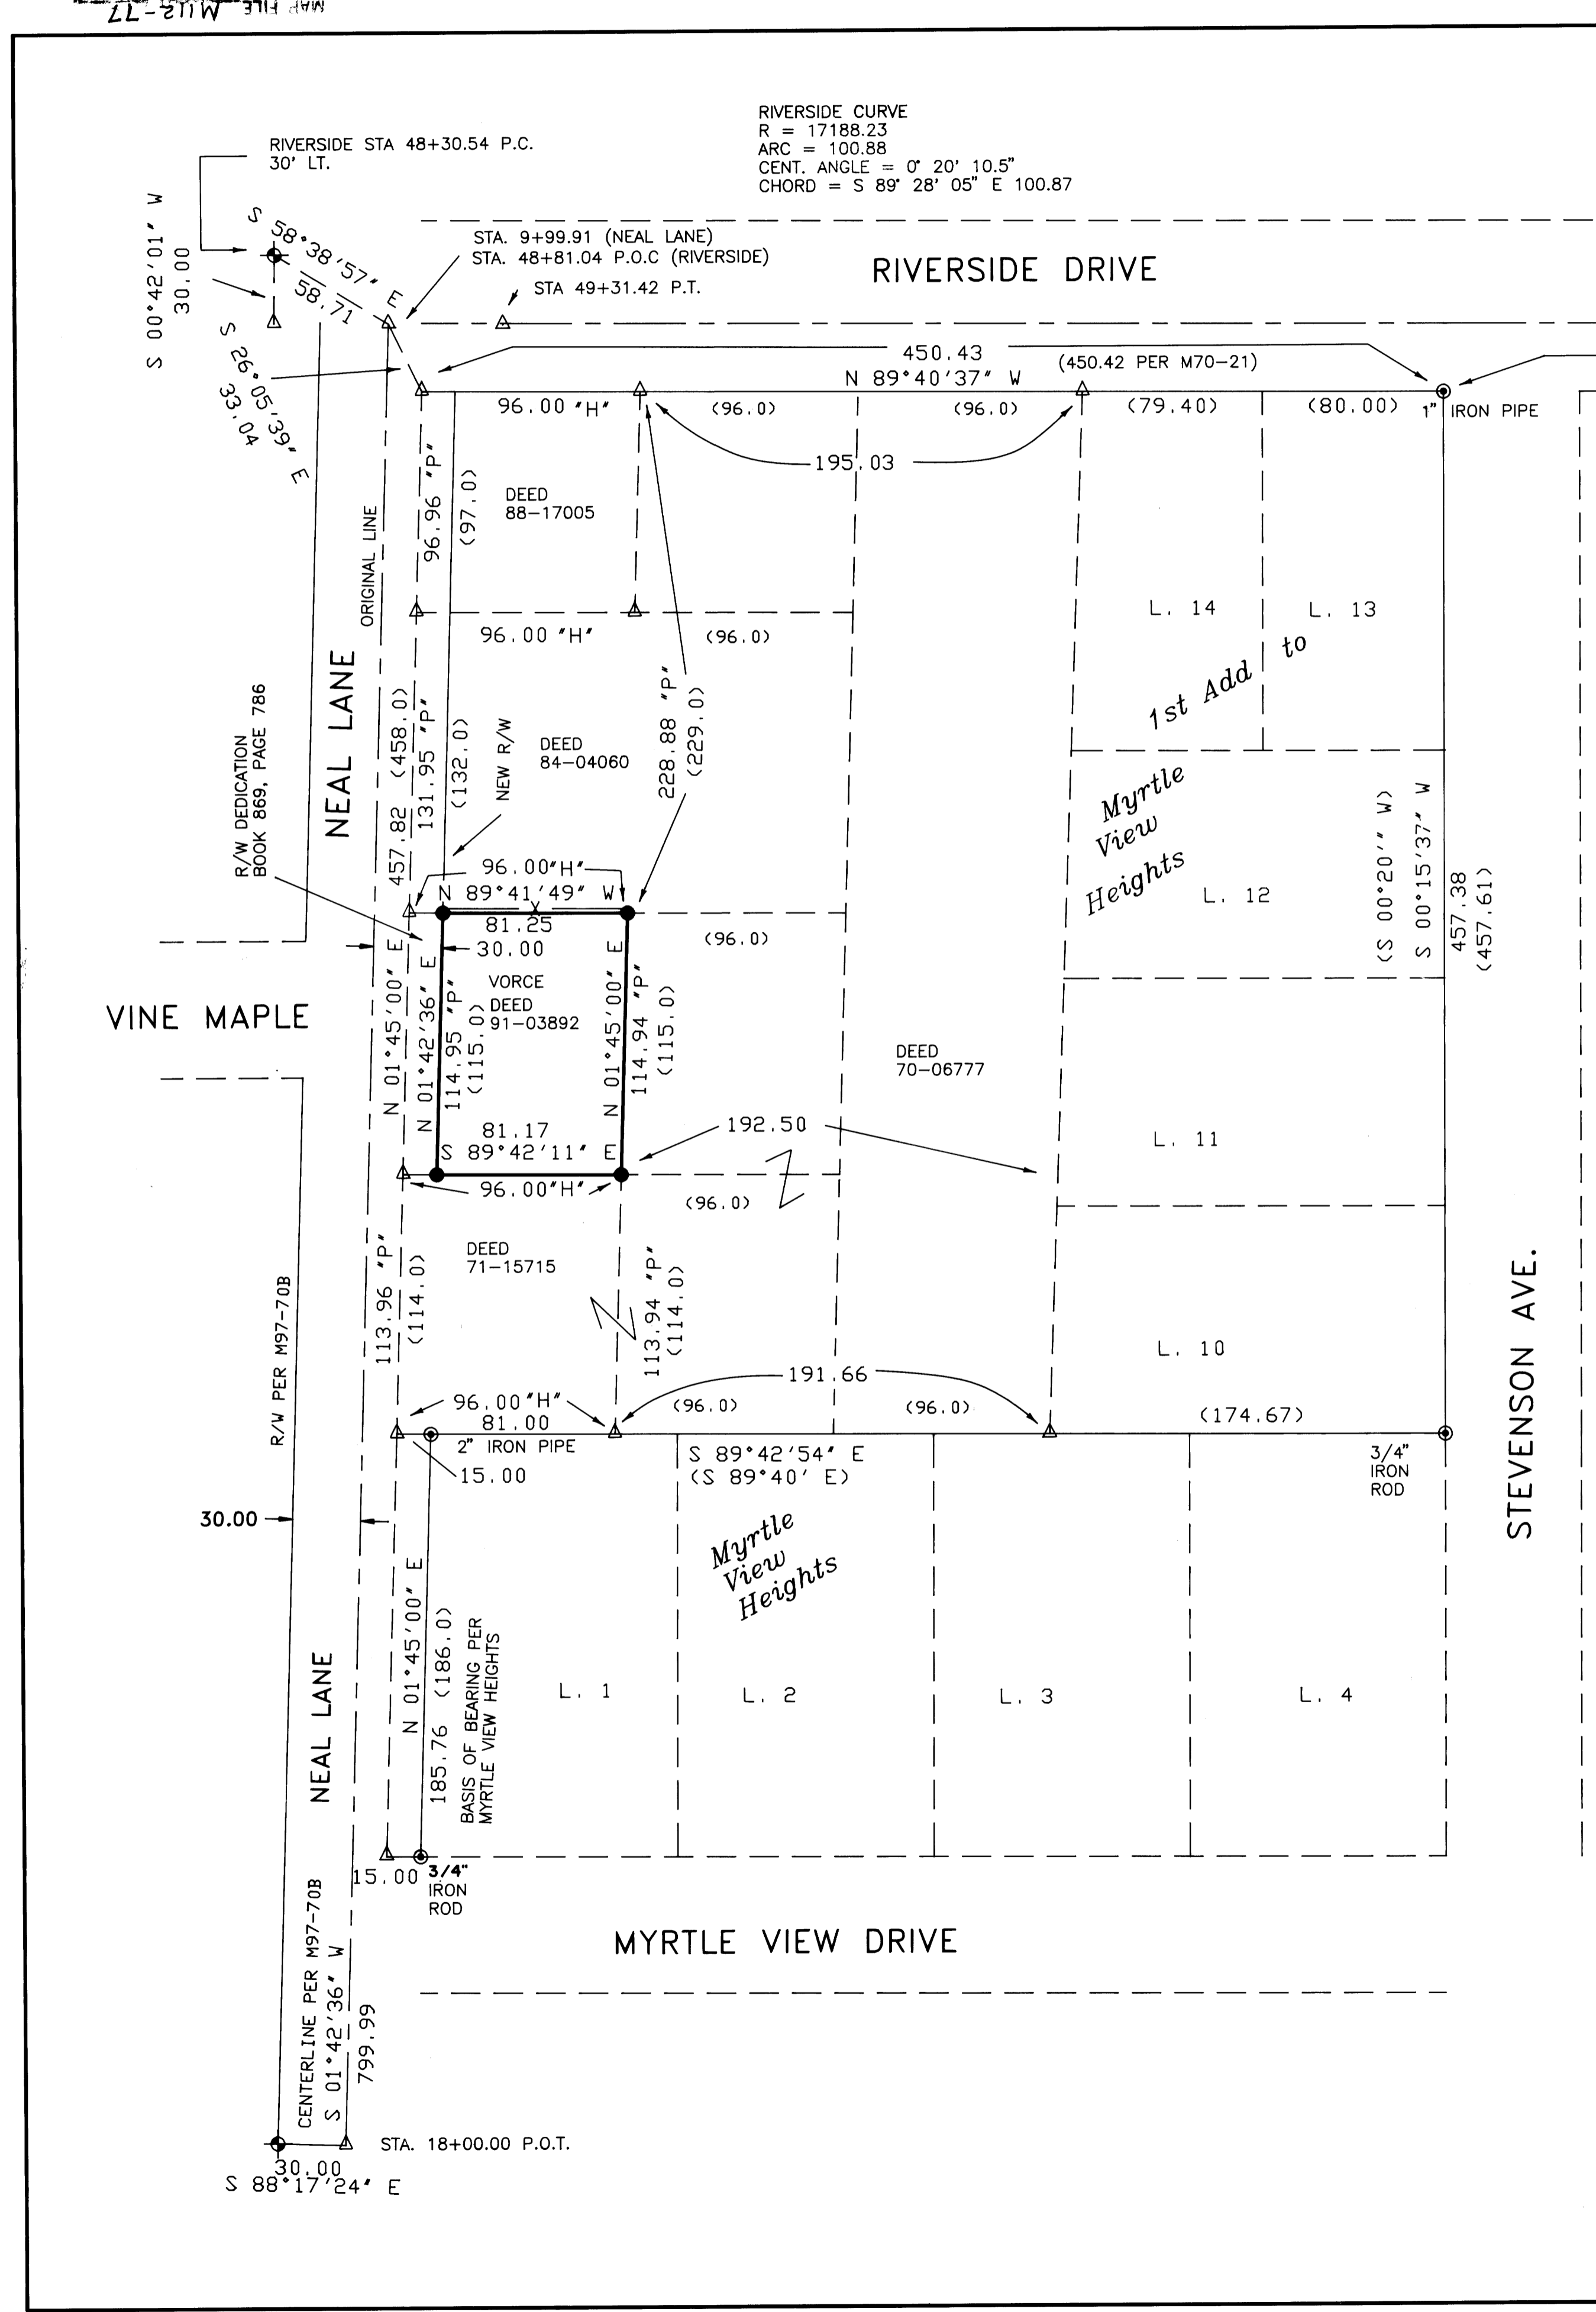 MAP FILE M112-77
RIVERSIDE CURVE
R = 17188.23
ARC = 100.88
CENT. ANGLE = 0° 20' 10.5"
CHORD = S 89° 28' 05" E 100.87
RIVERSIDE STA 48+30.54 P.C.
30' LT.
S 00°42'01" W
30.00
S 58°38'57" E
58.71
STA. 9+99.91 (NEAL LANE)
STA. 48+81.04 P.O.C (RIVERSIDE)
STA 49+31.42 P.T.
RIVERSIDE DRIVE
S 26°05'39" E
33.04
450.43
(450.42 PER M70-21)
N 89°40'37" W
96.00 "H"
(96.0)
(96.0)
(79.40)
(80.00)
1" IRON PIPE
195.03
ORIGINAL LINE
96.96 "P"
(97.0)
DEED
88-17005
96.00 "H"
(96.0)
L. 14
L. 13
1st Add to
Myrtle
View
Heights
NEAL LANE
R/W DEDICATION
BOOK 869, PAGE 786
457.82 (458.0)
131.95 "P"
(132.0)
NEW R/W
DEED
84-04060
228.88 "P"
(229.0)
L. 12
(S 00°20'" W)
S 00°15'37" W
457.38
(457.61)
96.00"H"
N 89°41'49" W
81.25
30.00
(96.0)
VINE MAPLE
N 01°45'00" E
N 01°42'36" E
114.95 "P"
(115.0)
VORCE
DEED
91-03892
N 01°45'00" E
114.94 "P"
(115.0)
DEED
70-06777
81.17
S 89°42'11" E
96.00"H"
192.50
(96.0)
L. 11
113.96 "P"
(114.0)
DEED
71-15715
113.94 "P"
(114.0)
L. 10
R/W PER M97-70B
191.66
96.00 "H"
81.00
2" IRON PIPE
15.00
(96.0)
(96.0)
(174.67)
S 89°42'54" E
(S 89°40' E)
3/4"
IRON
ROD
STEVENSON AVE.
30.00
Myrtle
View
Heights
N 01°45'00" E
185.76 (186.0)
BASIS OF BEARING PER
MYRTLE VIEW HEIGHTS
L. 1
L. 2
L. 3
L. 4
NEAL LANE
15.00
3/4"
IRON
ROD
MYRTLE VIEW DRIVE
CENTERLINE PER M97-70B
S 01°42'36" W
799.99
STA. 18+00.00 P.O.T.
30.00
S 88°17'24" E